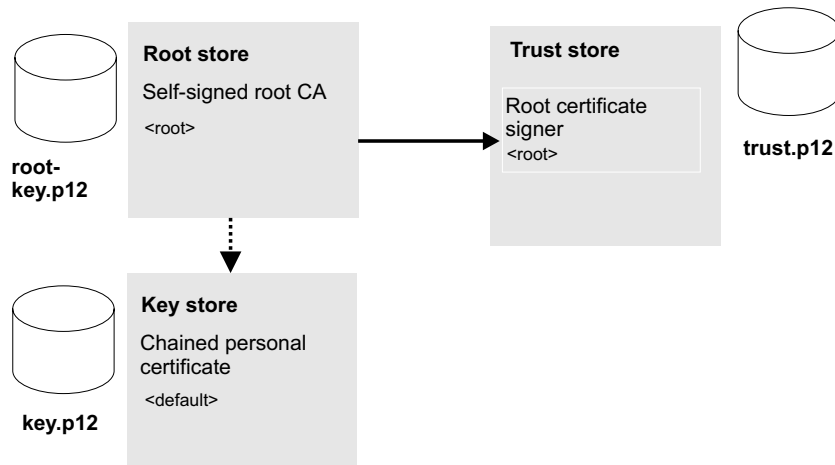 Root store
Self-signed root CA
<root>
root-
key.p12
Trust store
Root certificate
signer
<root>
trust.p12
Key store
Chained personal
certificate
<default>
key.p12